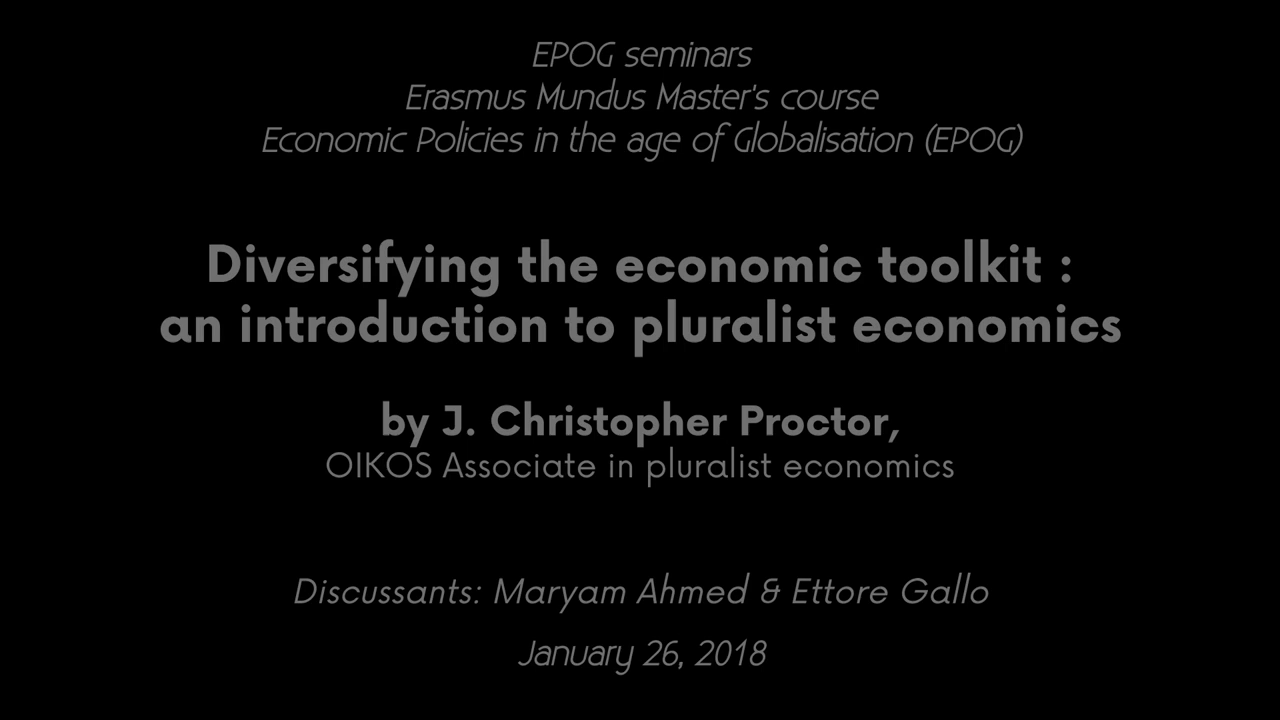 EPOG seminars
Erasmus Mundus Master's course
Economic Policies in the age of Globalisation (EPOG)
Diversifying the economic toolkit :
an introduction to pluralist economics
by J. Christopher Proctor,
OIKOS Associate in pluralist economics
Discussants: Maryam Ahmed & Ettore Gallo
January 26, 2018